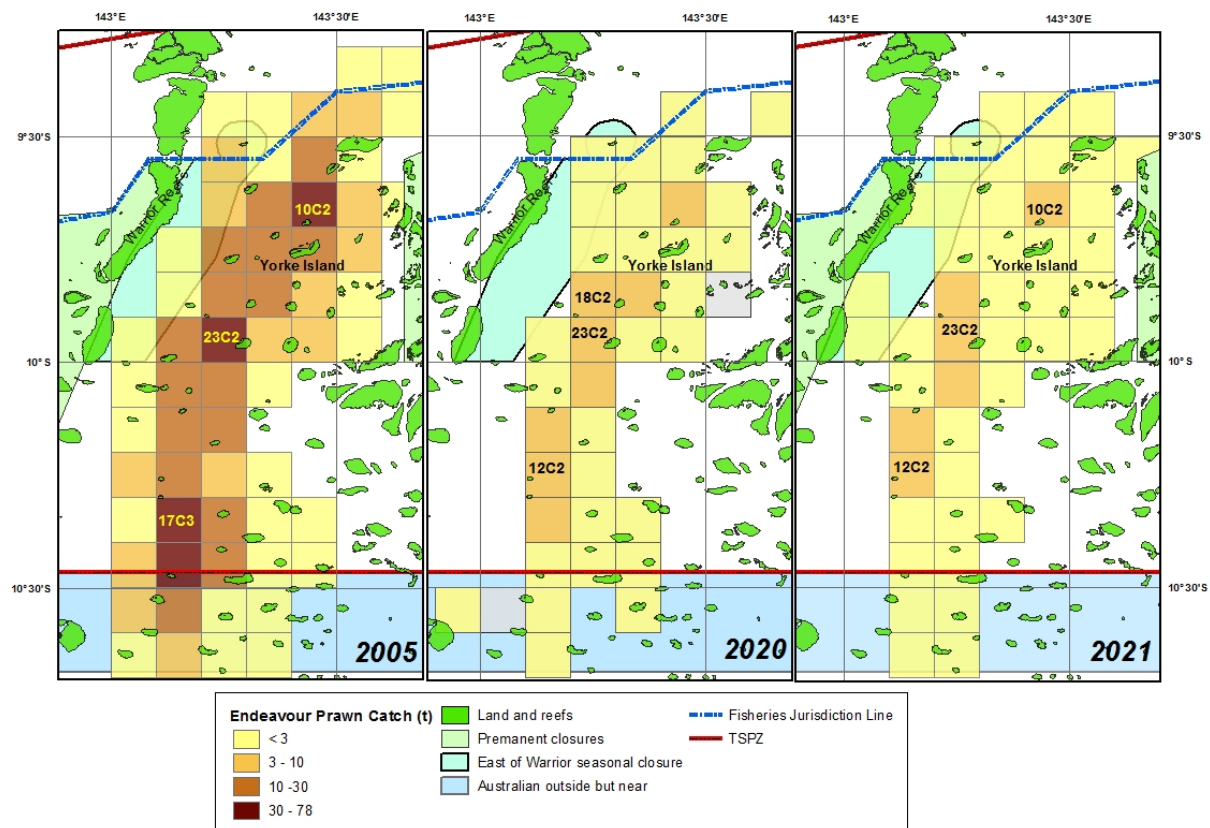 143°E 143°30'E 143°E 143°30'E 143°E 143°30'E
9°30'S 9°30'S
10°S 10°S
10°30'S 10°30'S
Warrior Reefs
10C2
Yorke Island
23C2
17C3
2005
Warrior Reefs
Yorke Island
18C2
23C2
12C2
2020
Warrior Reefs
10C2
Yorke Island
23C2
12C2
2021
Endeavour Prawn Catch (t)
< 3
3 - 10
10 -30
30 - 78
Land and reefs
Premanent closures
East of Warrior seasonal closure
Australian outside but near
Fisheries Jurisdiction Line
TSPZ